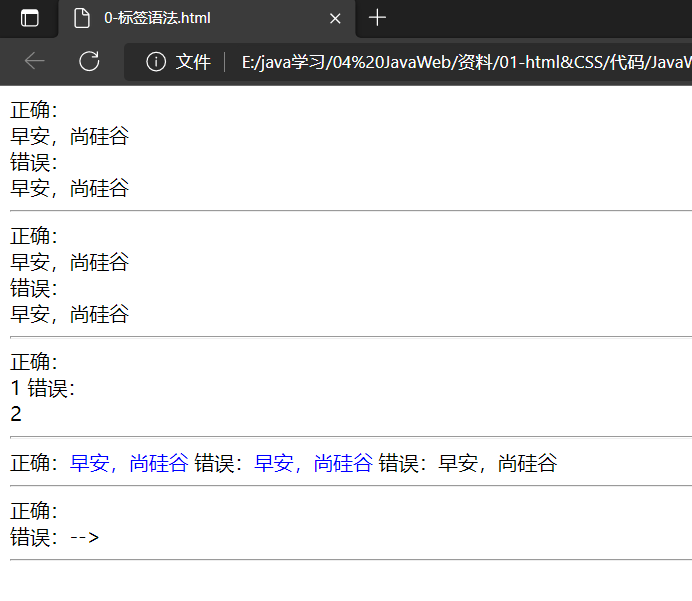 0-标签语法.html
文件 E:/java学习/04%20JavaWeb/资料/01-html&CSS/代码/JavaW
正确：
早安，尚硅谷
错误：
早安，尚硅谷
正确：
早安，尚硅谷
错误：
早安，尚硅谷
正确：
1 错误：
2
正确：早安，尚硅谷 错误：早安，尚硅谷 错误：早安，尚硅谷
正确：
错误：-->